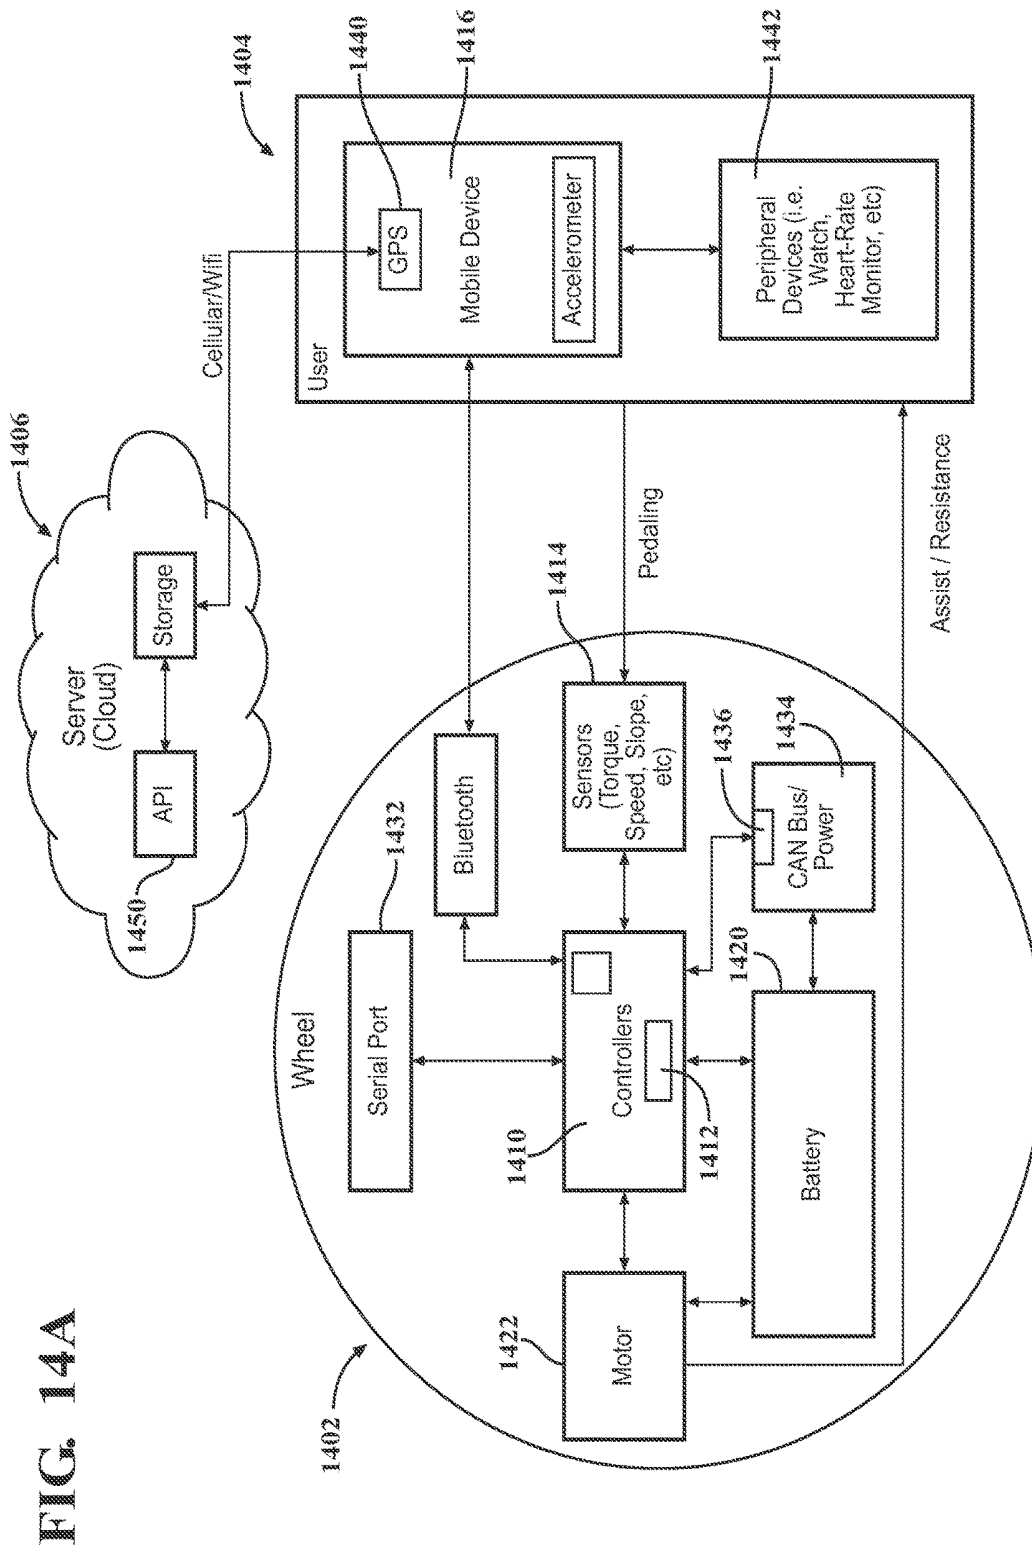 FIG. 14A
1406
Server
(Cloud)
API
Storage
1450
Cellular/Wifi
1404
User
GPS
1440
Mobile Device
1416
Accelerometer
Peripheral
Devices (i.e.
Watch,
Heart-Rate
Monitor, etc)
1442
1402
Wheel
Serial Port
1432
Bluetooth
Motor
1422
Controllers
1410
1412
Sensors
(Torque,
Speed, Slope,
etc)
1414
Pedaling
Battery
1420
CAN Bus/
Power
1436
1434
Assist / Resistance